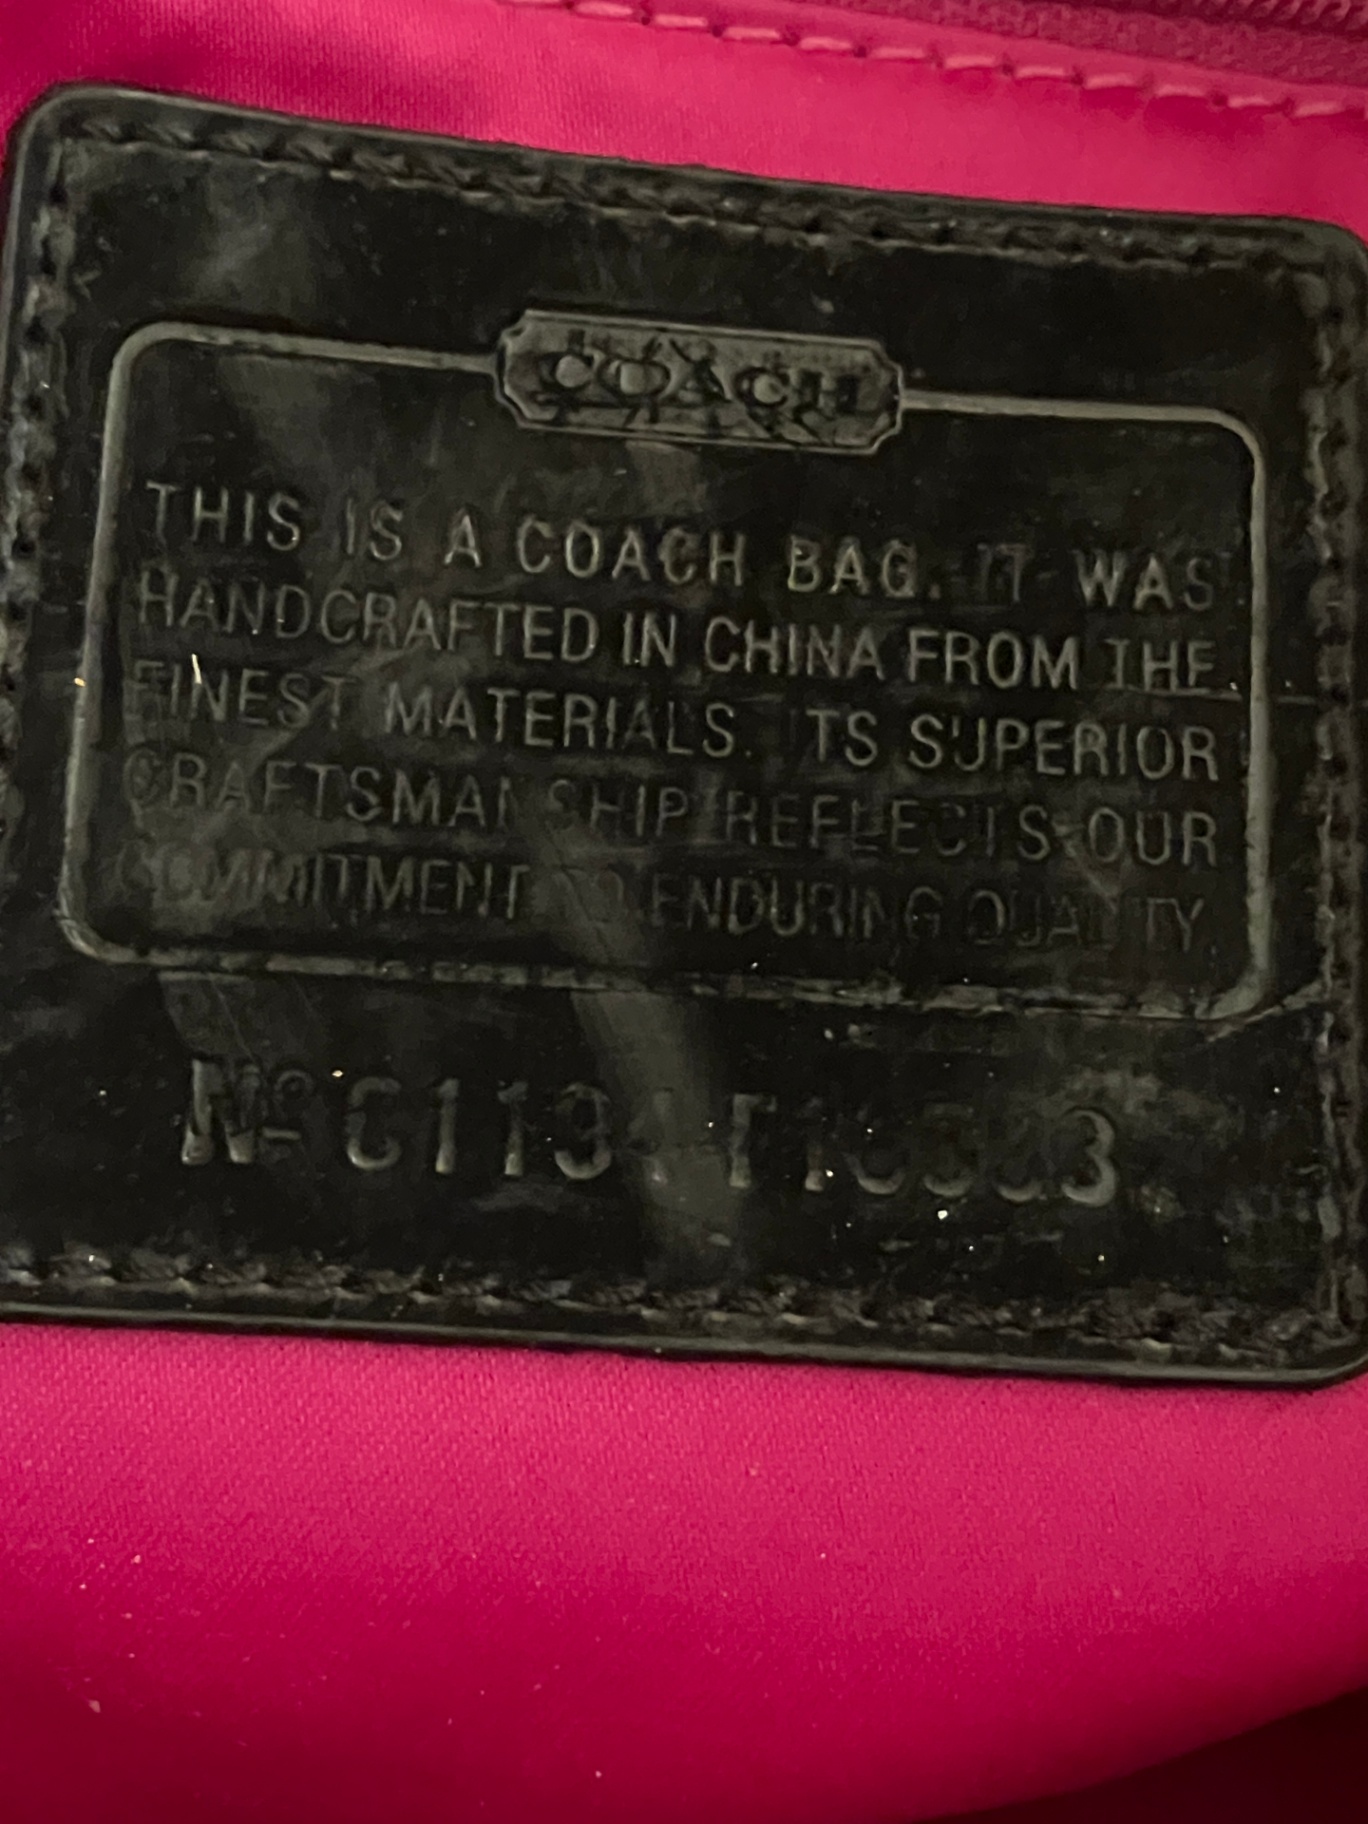 COACH
THIS IS A COACH BAG. IT WAS
HANDCRAFTED IN CHINA FROM THE
FINEST MATERIALS. ITS SUPERIOR
CRAFTSMANSHIP REFLECTS OUR
COMMITMENT TO ENDURING QUALITY.
Nº